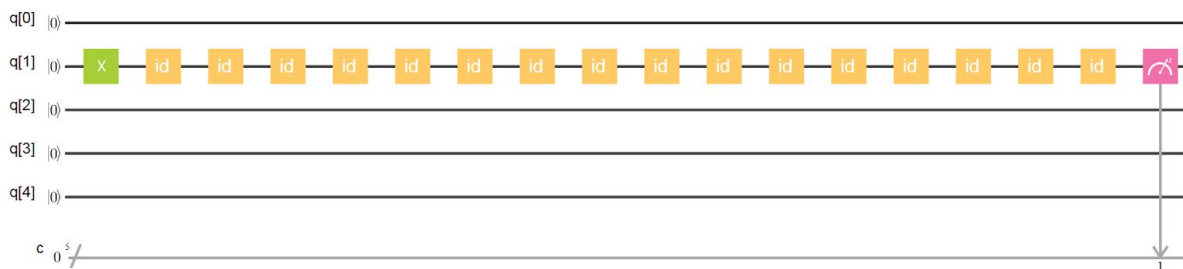 q[0] |0⟩
q[1] |0⟩ X id id id id id id id id id id id id id id id id z
q[2] |0⟩
q[3] |0⟩
q[4] |0⟩
c 0 5
1